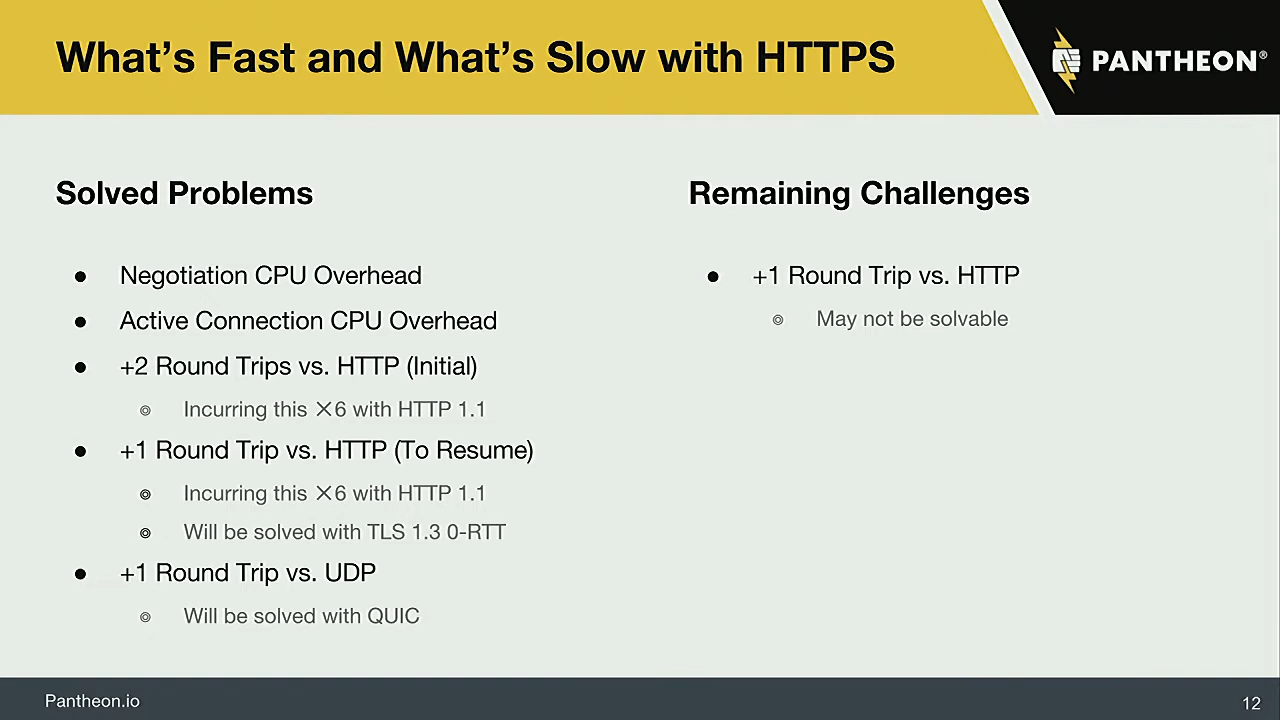 What's Fast and What's Slow with HTTPS
PANTHEON®
Solved Problems
● Negotiation CPU Overhead
● Active Connection CPU Overhead
● +2 Round Trips vs. HTTP (Initial)
◎ Incurring this ✕6 with HTTP 1.1
● +1 Round Trip vs. HTTP (To Resume)
◎ Incurring this ✕6 with HTTP 1.1
◎ Will be solved with TLS 1.3 0-RTT
● +1 Round Trip vs. UDP
◎ Will be solved with QUIC
Remaining Challenges
● +1 Round Trip vs. HTTP
◎ May not be solvable
Pantheon.io
12